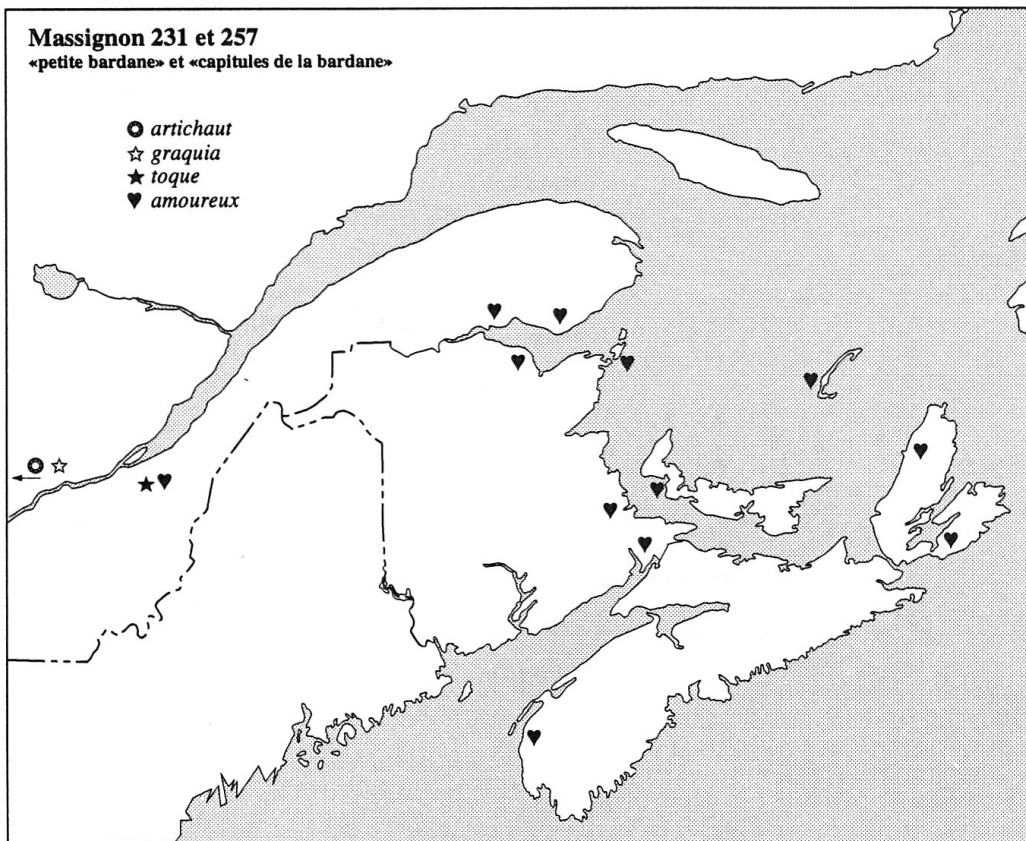 Massignon 231 et 257
«petite bardane» et «capitules de la bardane»
artichaut
graquia
toque
amoureux